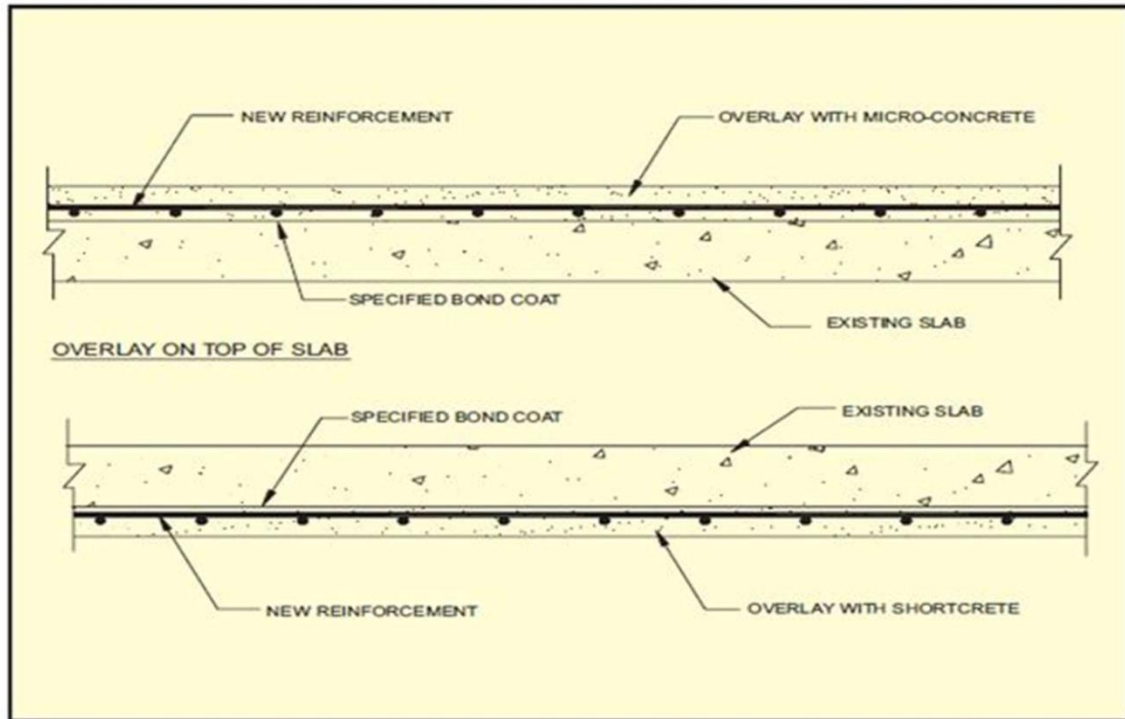 NEW REINFORCEMENT
OVERLAY WITH MICRO-CONCRETE
SPECIFIED BOND COAT
EXISTING SLAB
OVERLAY ON TOP OF SLAB
SPECIFIED BOND COAT
EXISTING SLAB
NEW REINFORCEMENT
OVERLAY WITH SHORTCRETE